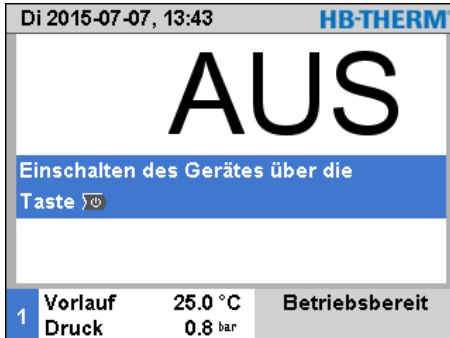 Di 2015-07-07, 13:43 HB-THERM
AUS
Einschalten des Gerätes über die
Taste
1 Vorlauf 25.0 °C Betriebsbereit
Druck 0.8 bar